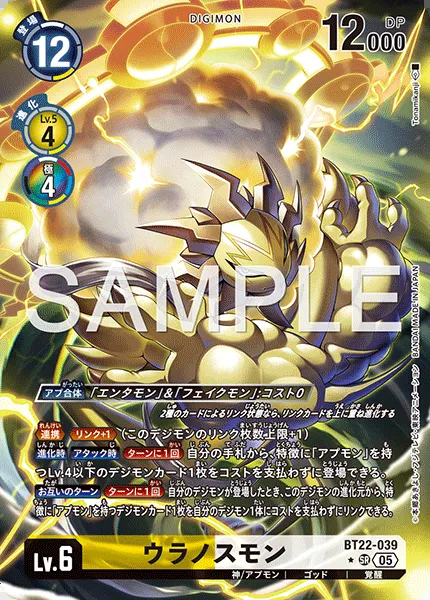 登場
12
DIGIMON
12000
DP
進化
Lv.5
4
極
4
Tonamikanji
SAMPLE
BANDAI MADE IN JAPAN
アプ合体 「エンタモン」&「フェイクモン」:コスト0
2種のカードによるリンク状態なら、リンクカードを上に重ね進化する
連携 リンク+1 (このデジモンのリンク枚数上限+1)
進化時 アタック時 ターンに1回 自分の手札から、特徴に「アプモン」を持
つLv.4以下のデジモンカード1枚をコストを支払わずに登場できる。
お互いのターン ターンに1回 自分のデジモンが登場したとき、このデジモンの進化元から、特
徴に「アプモン」を持つデジモンカード1枚を自分のデジモン1体にコストを支払わずにリンクできる。
Lv.6
ウラノスモン
BT22-039
SR 05
神/アプモン ゴッド 覚醒